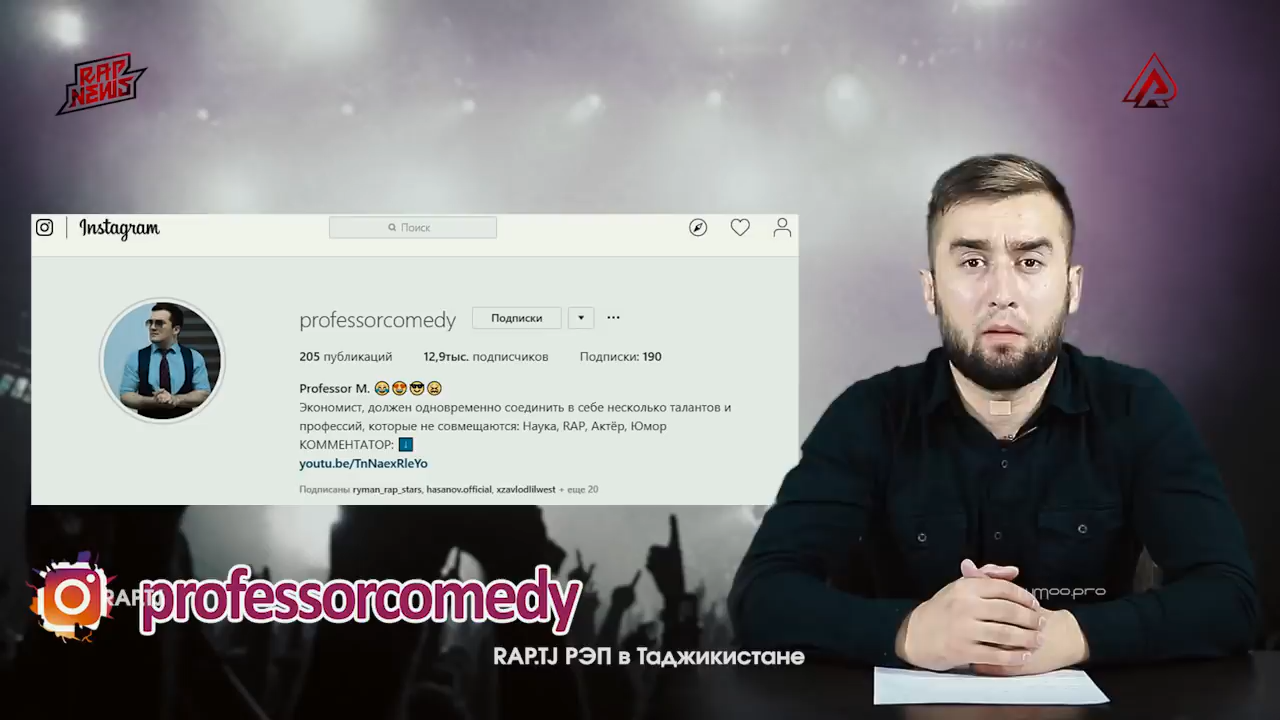 RAP
NEWS
Instagram
Поиск
professorcomedy
Подписки
205 публикаций
12,9тыс. подписчиков
Подписки: 190
Professor M. 😂😍😎😫
Экономист, должен одновременно соединить в себе несколько талантов и
профессий, которые не совмещаются: Наука, RAP, Актёр, Юмор
КОММЕНТАТОР: ⬇
youtu.be/TnNaexRleYo
Подписаны ryman_rap_stars, hasanov.official, xzavlodlilwest + еще 20
RAP.TJ
professorcomedy
RAP.TJ РЭП в Таджикистане